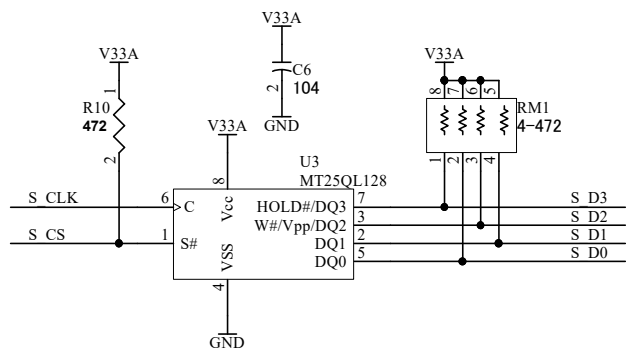 V33A
V33A
V33A
1
R10
472
2
C6
2
104
GND
8 7 6 5
RM1
4-472
1 2 3 4
V33A
U3
MT25QL128
8
Vcc
S_CLK
6
C
HOLD#/DQ3
7
S_D3
W#/Vpp/DQ2
3
S_D2
S_CS
1
S#
DQ1
2
S_D1
VSS
DQ0
5
S_D0
4
GND